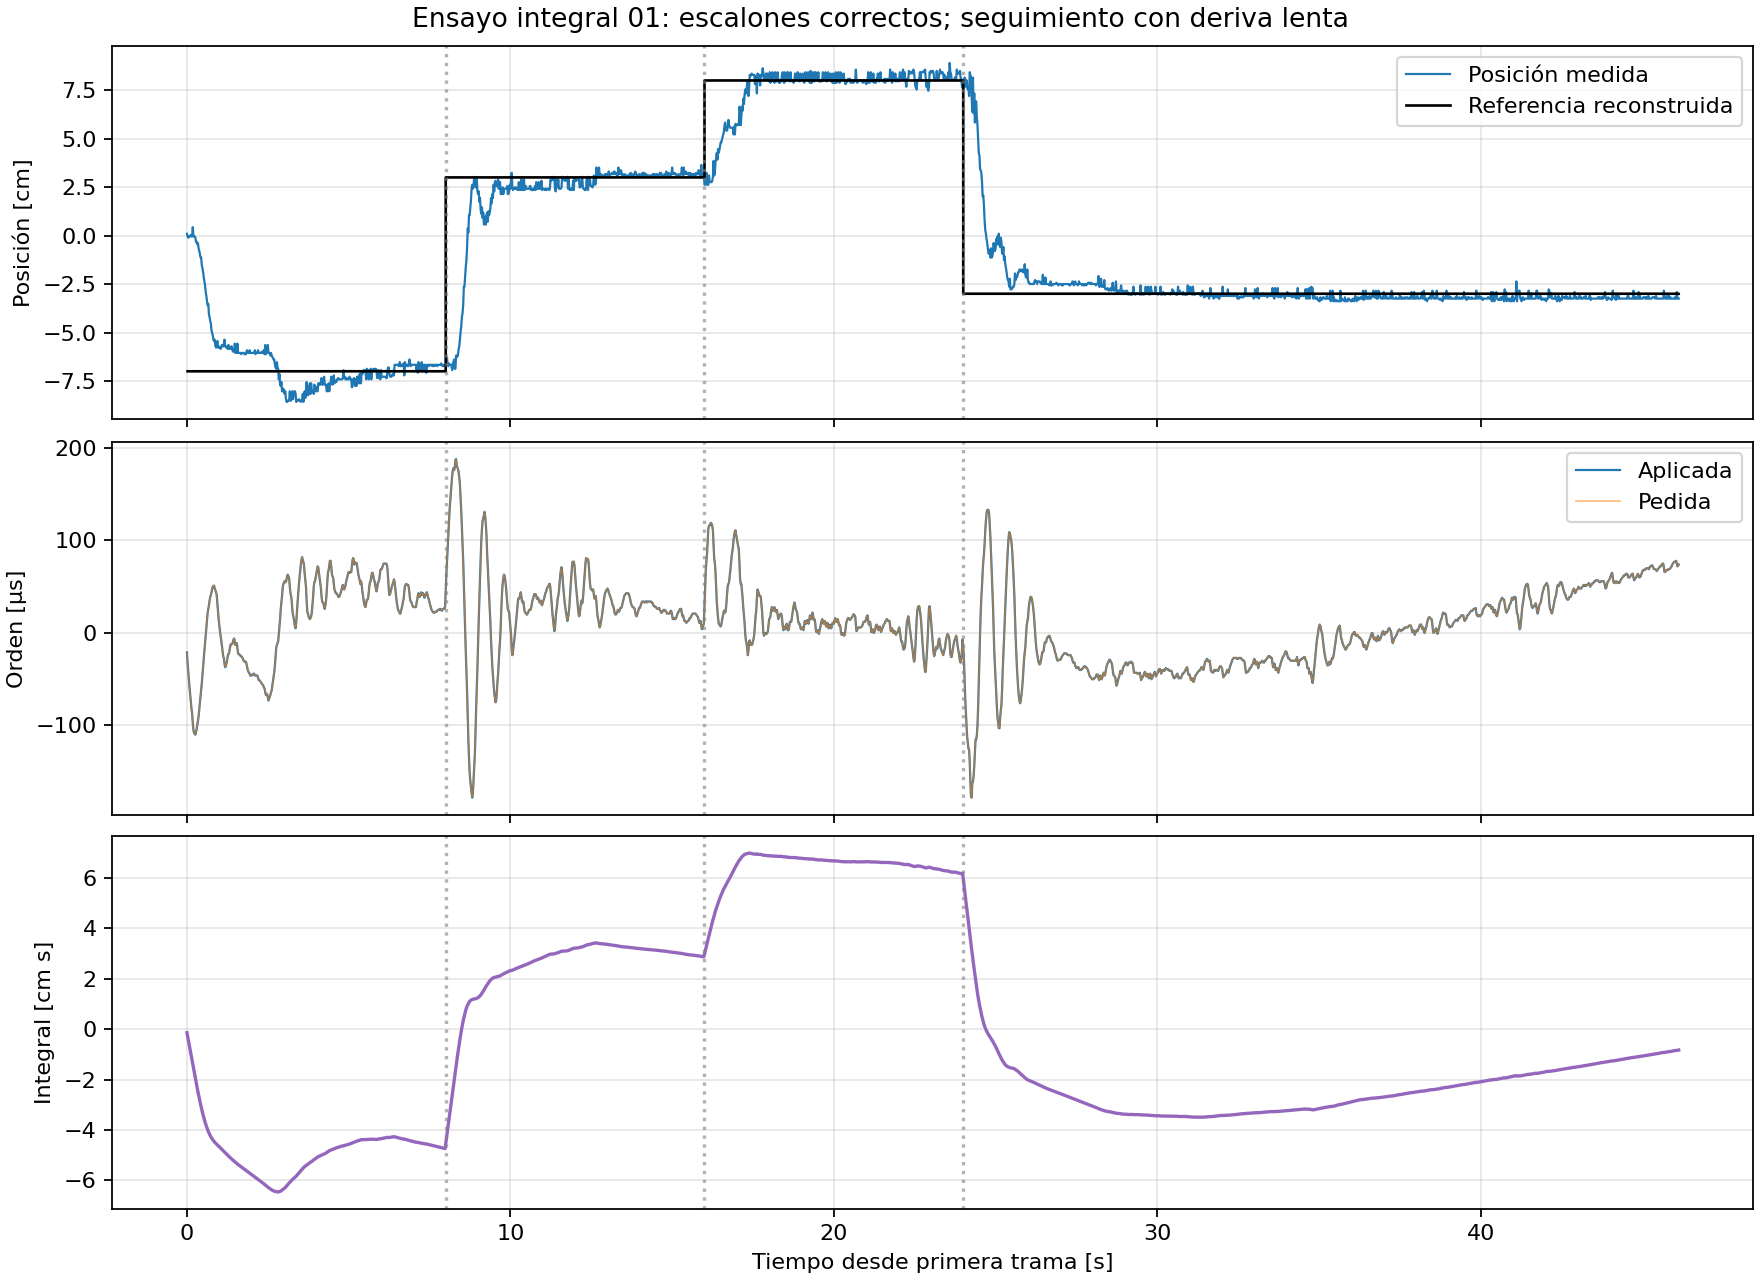 Ensayo integral 01: escalones correctos; seguimiento con deriva lenta
Posición [cm]
7.5
5.0
2.5
0.0
−2.5
−5.0
−7.5
Posición medida
Referencia reconstruida
Orden [µs]
200
100
0
−100
Aplicada
Pedida
Integral [cm s]
6
4
2
0
−2
−4
−6
0 10 20 30 40
Tiempo desde primera trama [s]